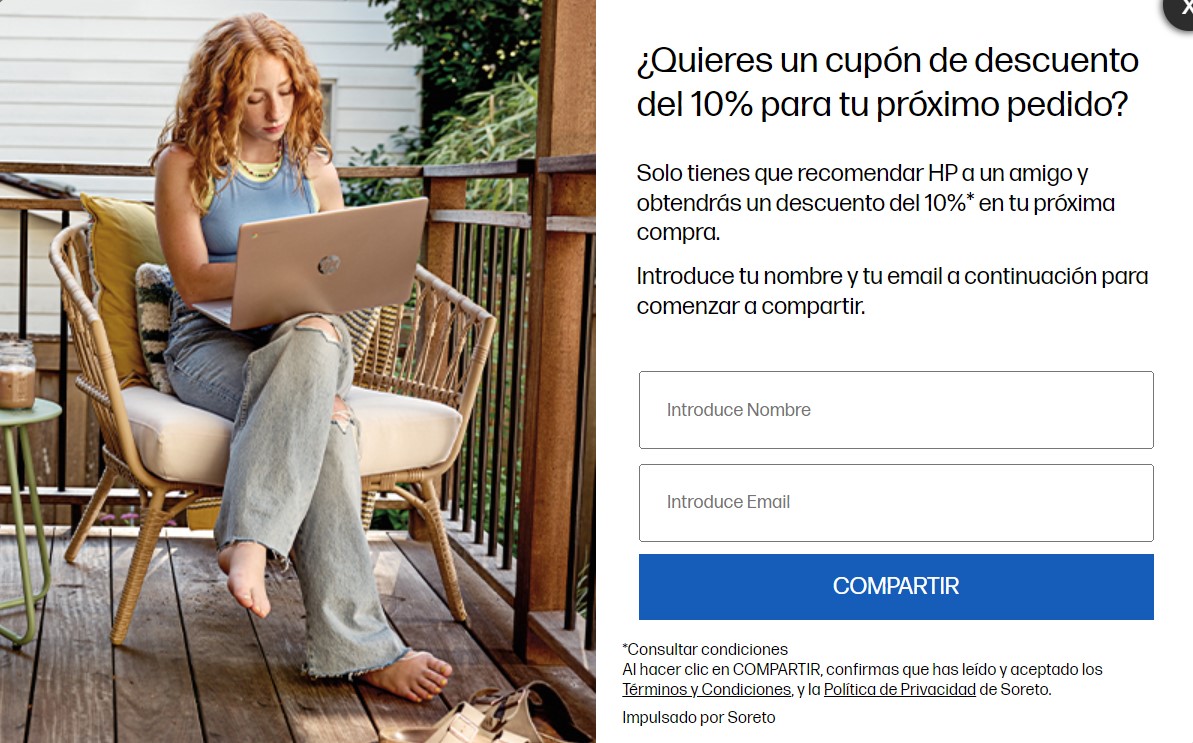 X
¿Quieres un cupón de descuento
del 10% para tu próximo pedido?
Solo tienes que recomendar HP a un amigo y
obtendrás un descuento del 10%* en tu próxima
compra.
Introduce tu nombre y tu email a continuación para
comenzar a compartir.
Introduce Nombre
Introduce Email
COMPARTIR
*Consultar condiciones
Al hacer clic en COMPARTIR, confirmas que has leído y aceptado los
Términos y Condiciones, y la Política de Privacidad de Soreto.
Impulsado por Soreto